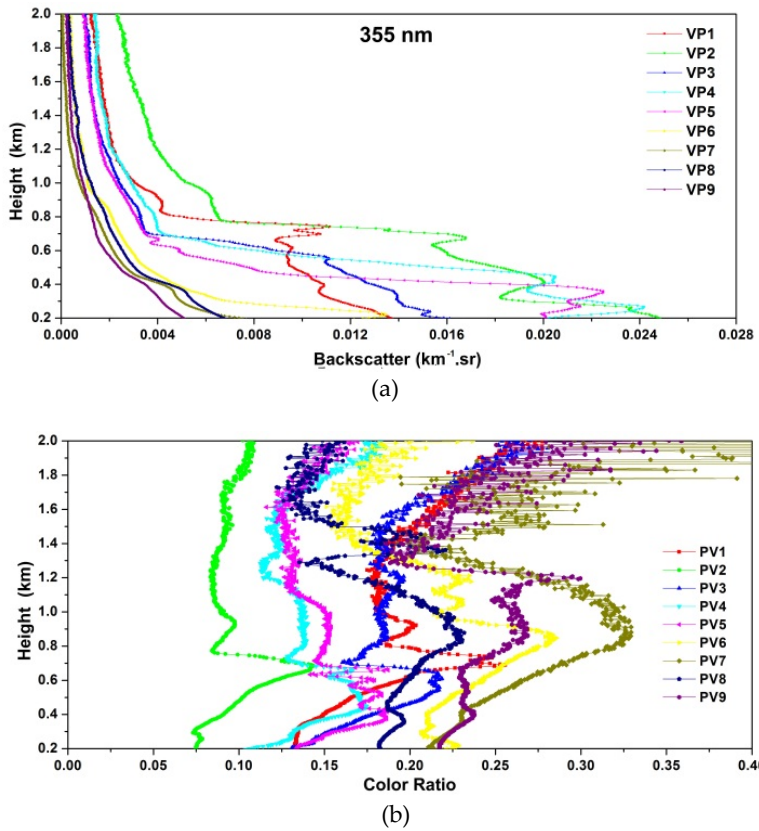 355 nm
2.0
1.8
1.6
1.4
1.2
1.0
0.8
0.6
0.4
0.2
Height (km)
VP1
VP2
VP3
VP4
VP5
VP6
VP7
VP8
VP9
0.000 0.004 0.008 0.012 0.016 0.020 0.024 0.028
Backscatter (km-1.sr)
(a)
2.0
1.8
1.6
1.4
1.2
1.0
0.8
0.6
0.4
0.2
Height (km)
PV1
PV2
PV3
PV4
PV5
PV6
PV7
PV8
PV9
0.00 0.05 0.10 0.15 0.20 0.25 0.30 0.35 0.40
Color Ratio
(b)